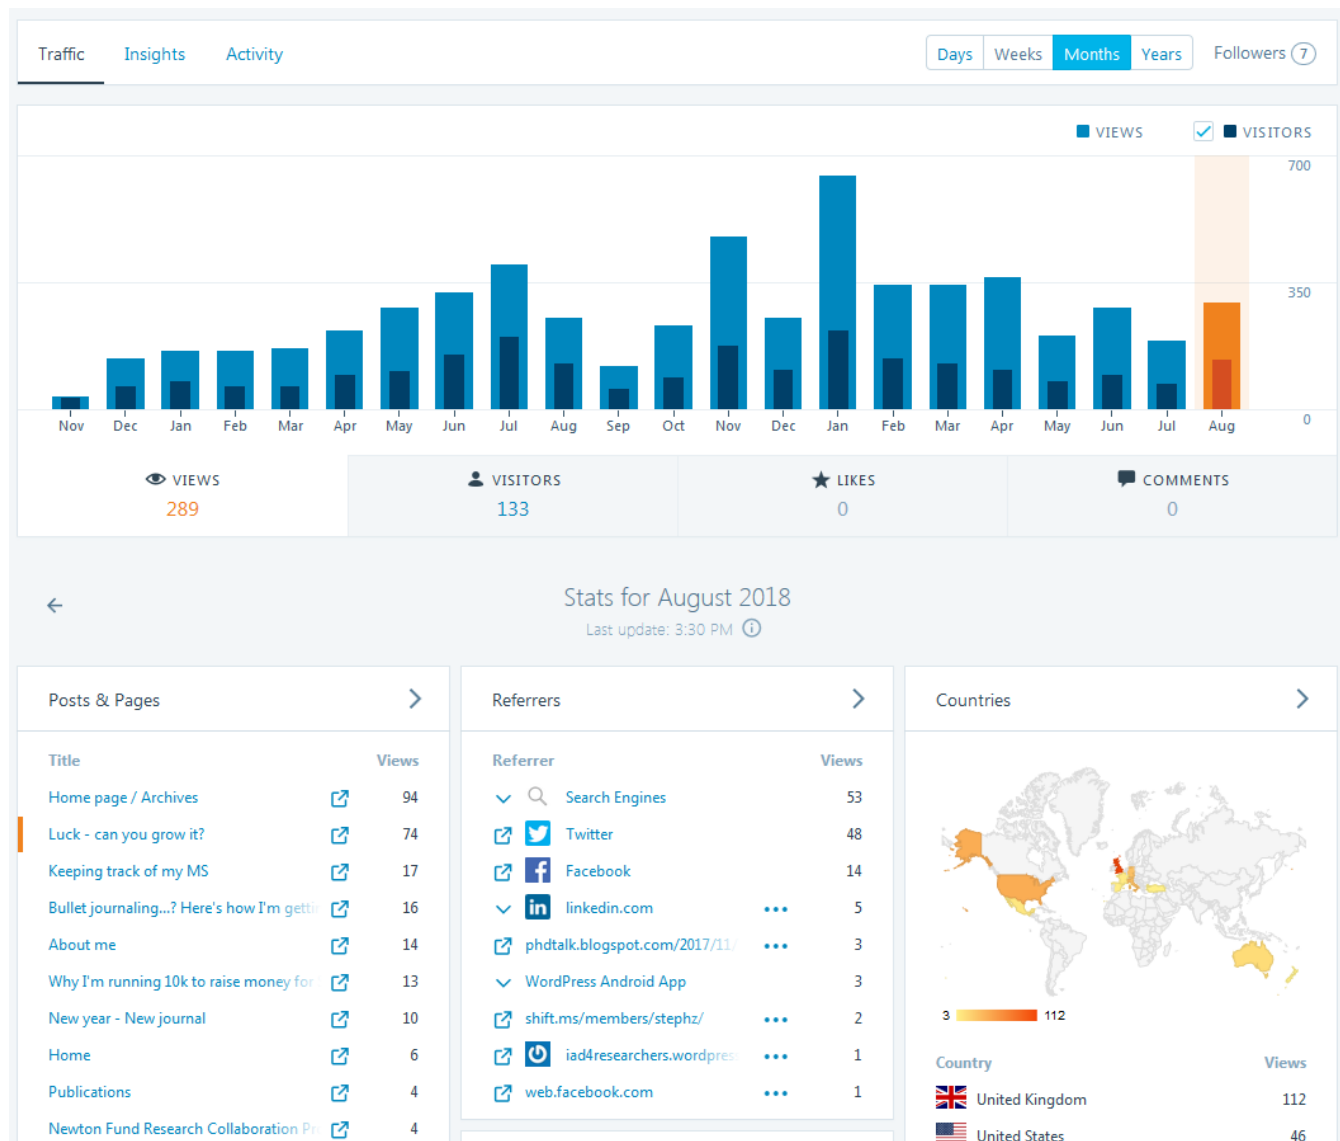 Traffic Insights Activity Days Weeks Months Years Followers 7
VIEWS VISITORS
700
350
0
Nov Dec Jan Feb Mar Apr May Jun Jul Aug Sep Oct Nov Dec Jan Feb Mar Apr May Jun Jul Aug
VIEWS VISITORS LIKES COMMENTS
289 133 0 0
Stats for August 2018
Last update: 3:30 PM
Posts & Pages
Title Views
Home page / Archives 94
Luck - can you grow it? 74
Keeping track of my MS 17
Bullet journaling...? Here's how I'm getti 16
About me 14
Why I'm running 10k to raise money for 13
New year - New journal 10
Home 6
Publications 4
Newton Fund Research Collaboration Pr 4
Referrers
Referrer Views
Search Engines 53
Twitter 48
Facebook 14
linkedin.com ••• 5
phdtalk.blogspot.com/2017/11/ ••• 3
WordPress Android App 3
shift.ms/members/stephz/ ••• 2
iad4researchers.wordpres ••• 1
web.facebook.com ••• 1
Countries
3 112
Country Views
United Kingdom 112
United States 46